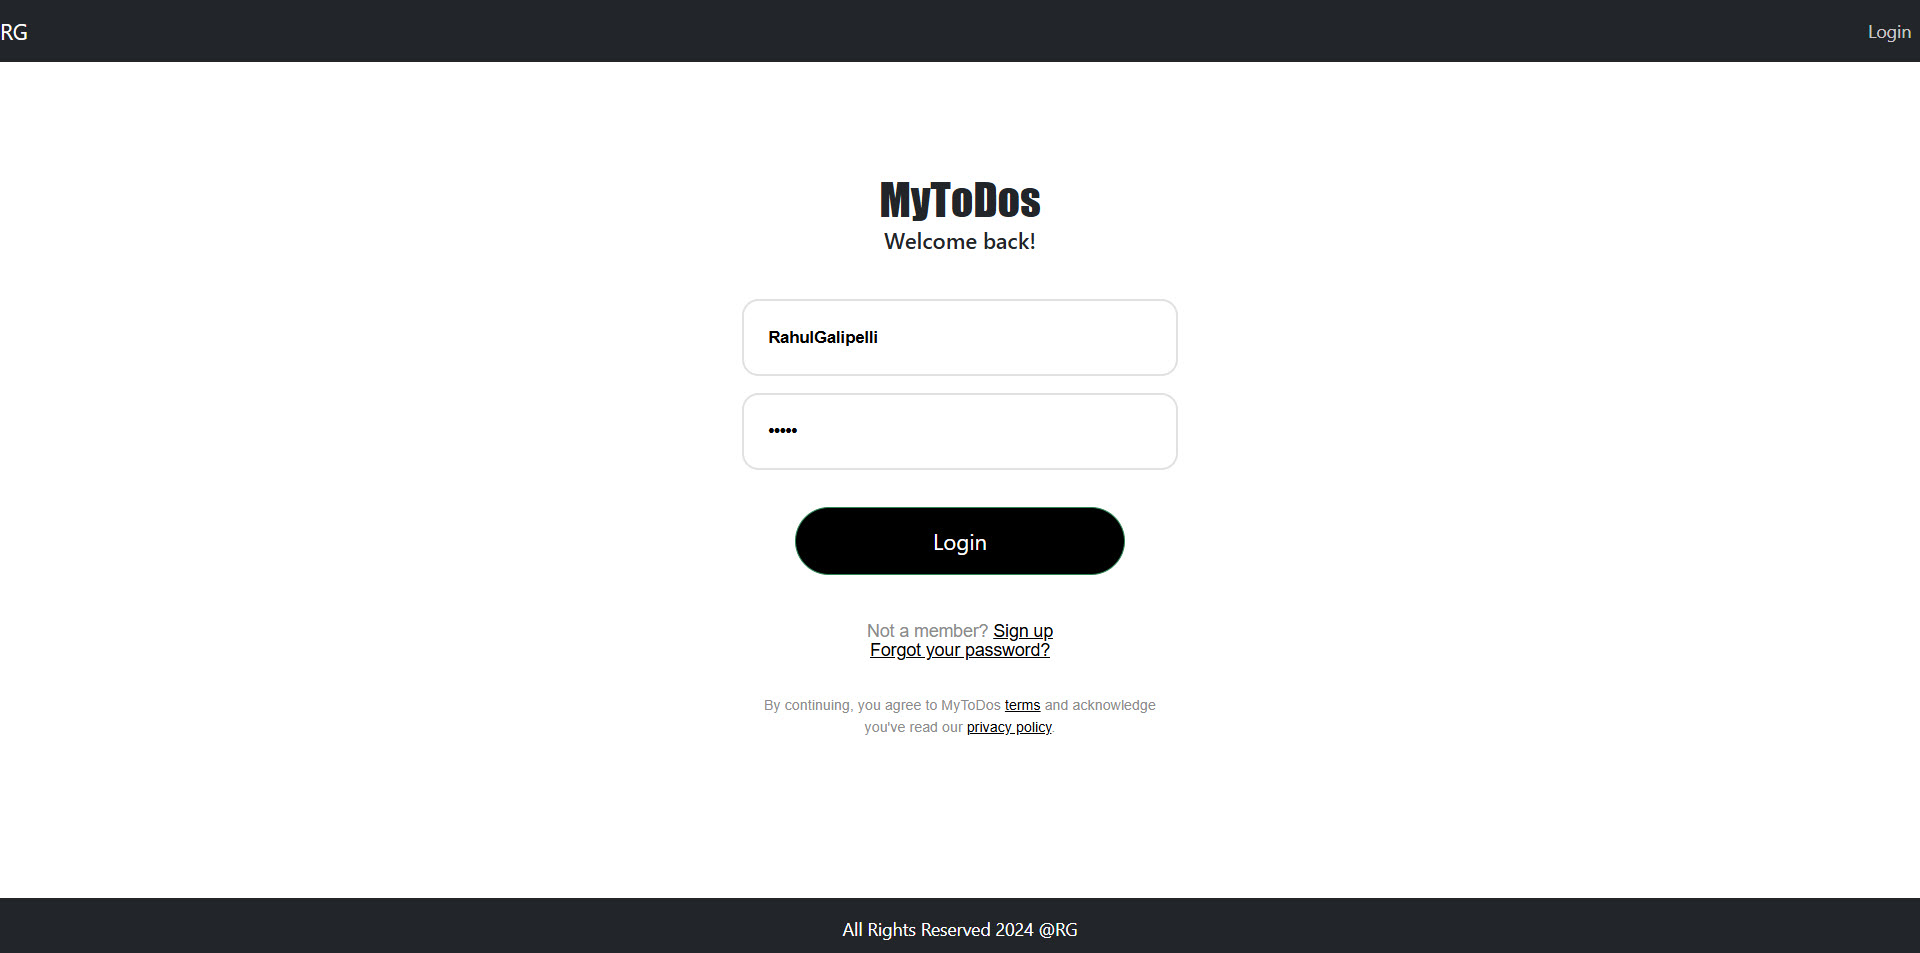 RG
Login
MyToDos
Welcome back!
RahulGalipelli
•••••
Login
Not a member? Sign up
Forgot your password?
By continuing, you agree to MyToDos terms and acknowledge
you've read our privacy policy.
All Rights Reserved 2024 @RG